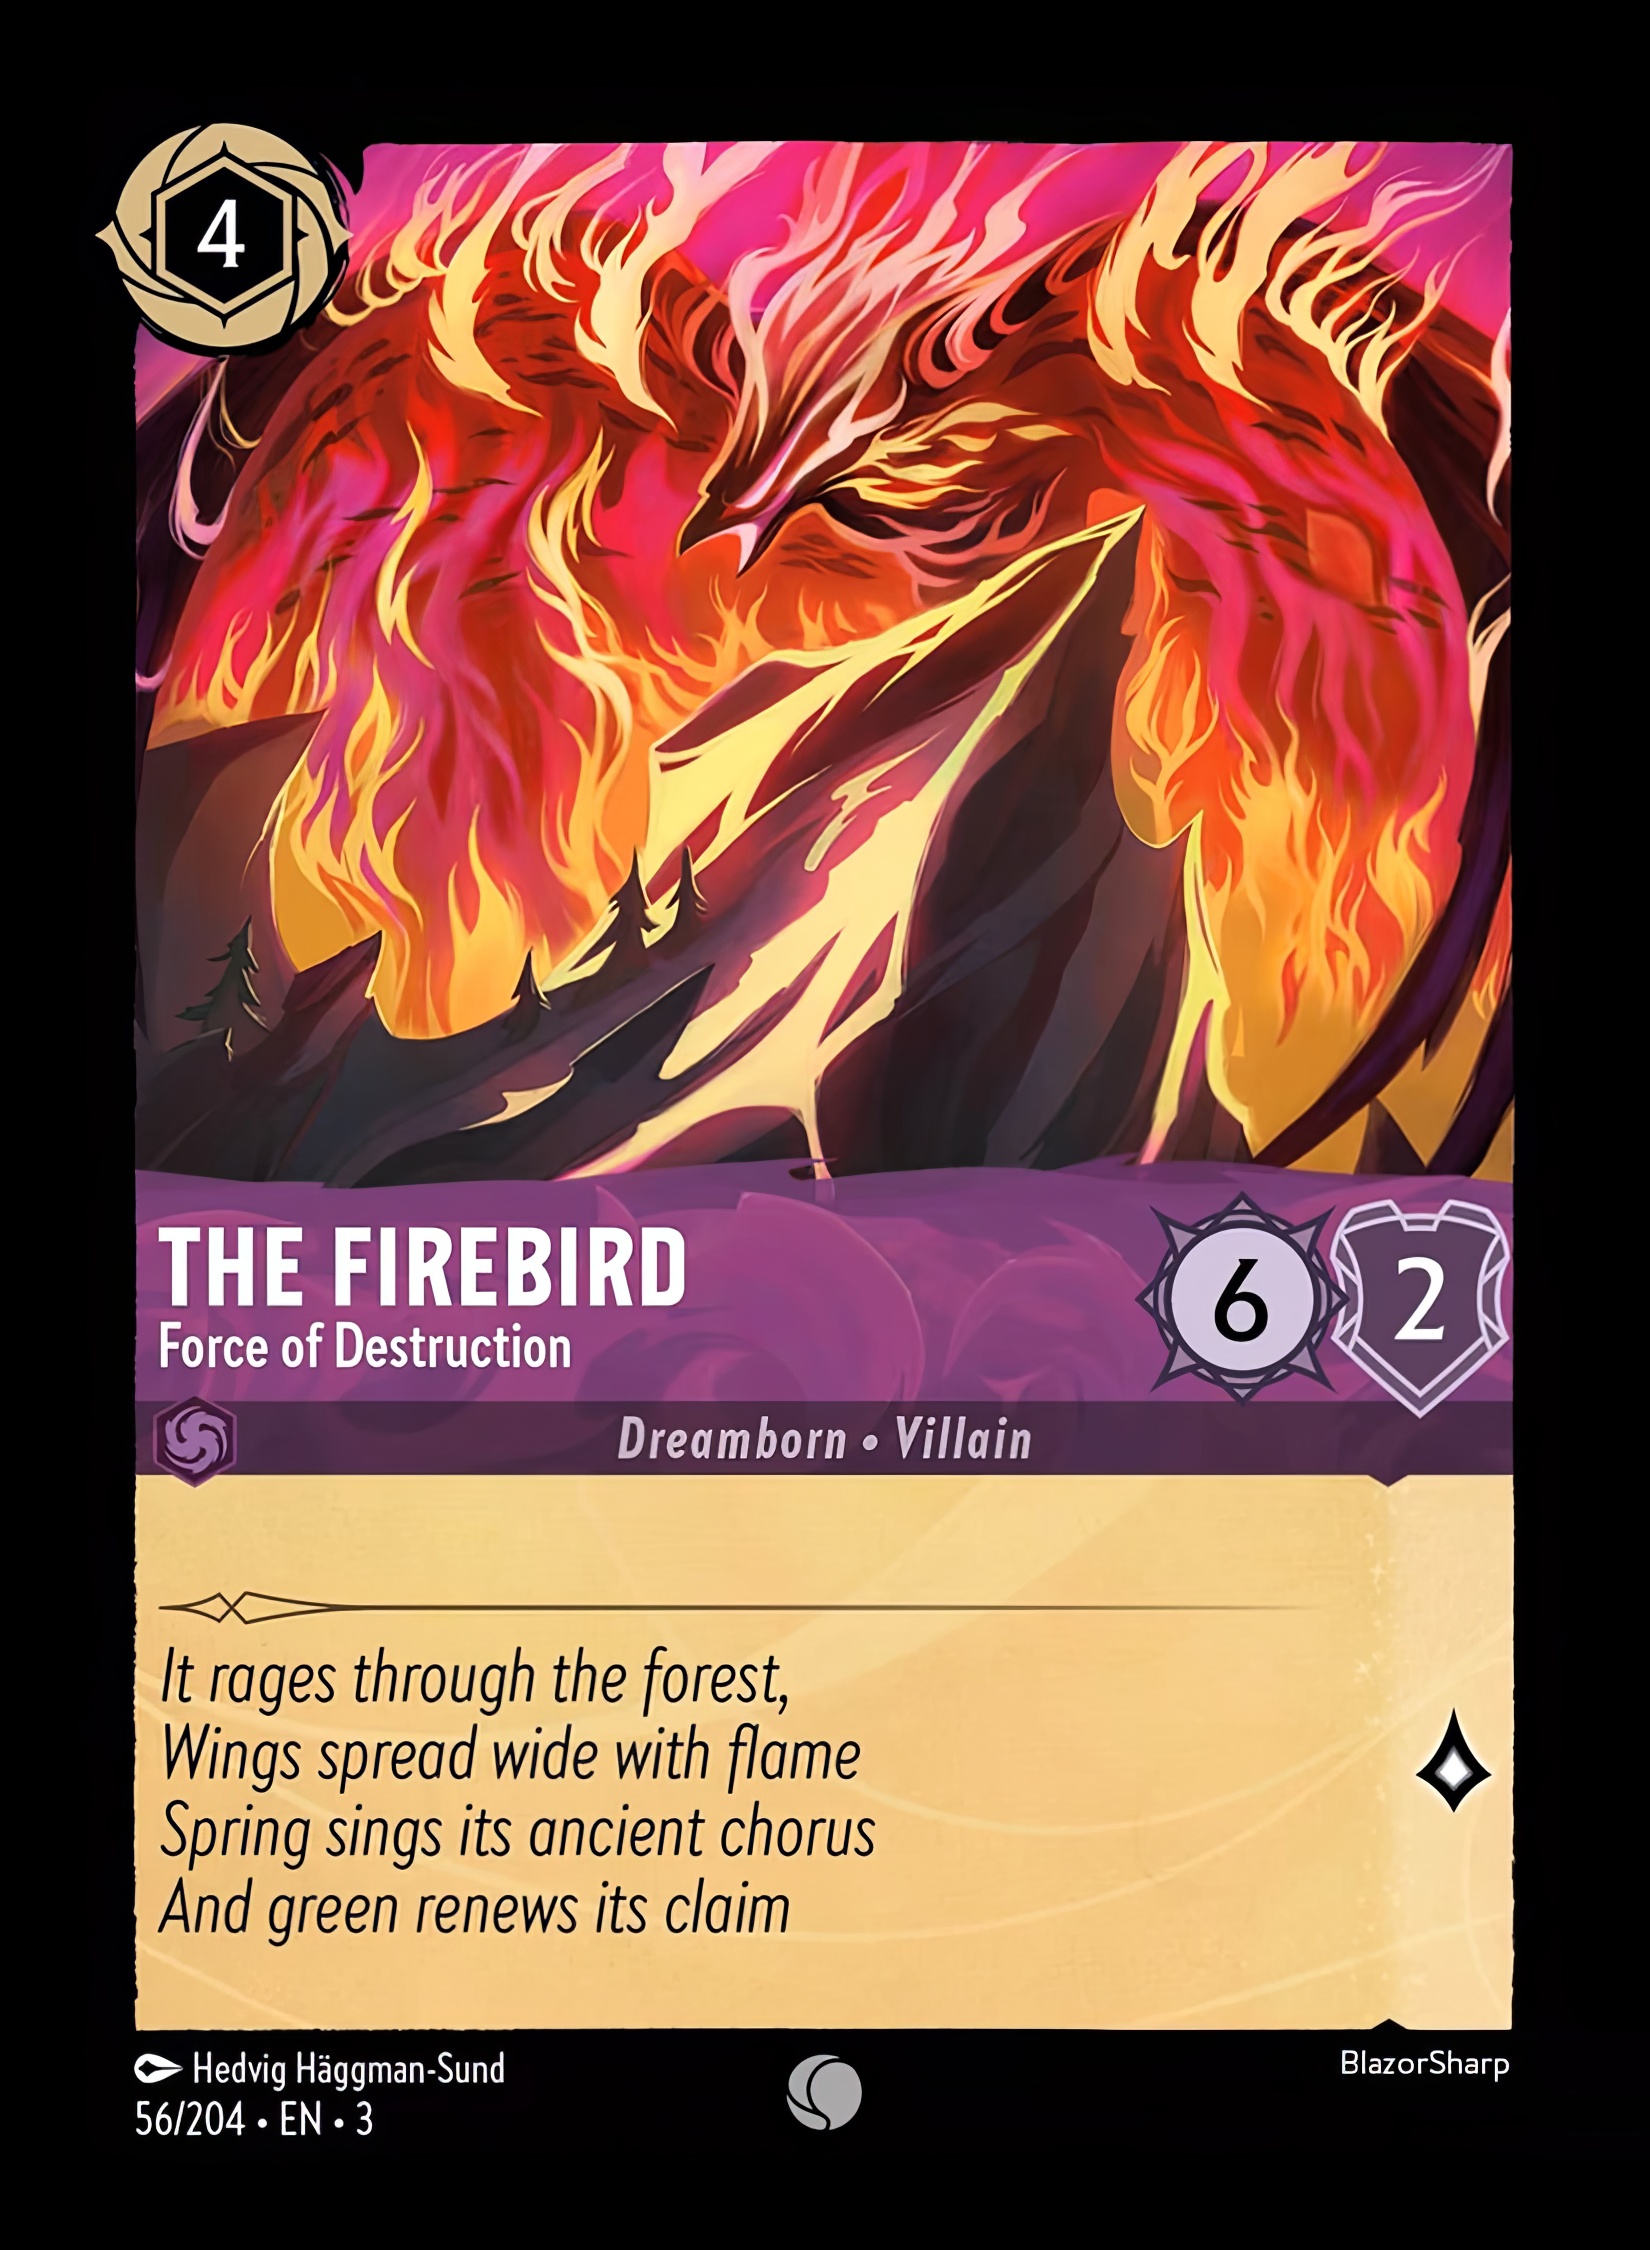 4
THE FIREBIRD
Force of Destruction
6
2
Dreamborn • Villain
It rages through the forest,
Wings spread wide with flame
Spring sings its ancient chorus
And green renews its claim
Hedvig Häggman-Sund
BlazorSharp
56/204 • EN • 3